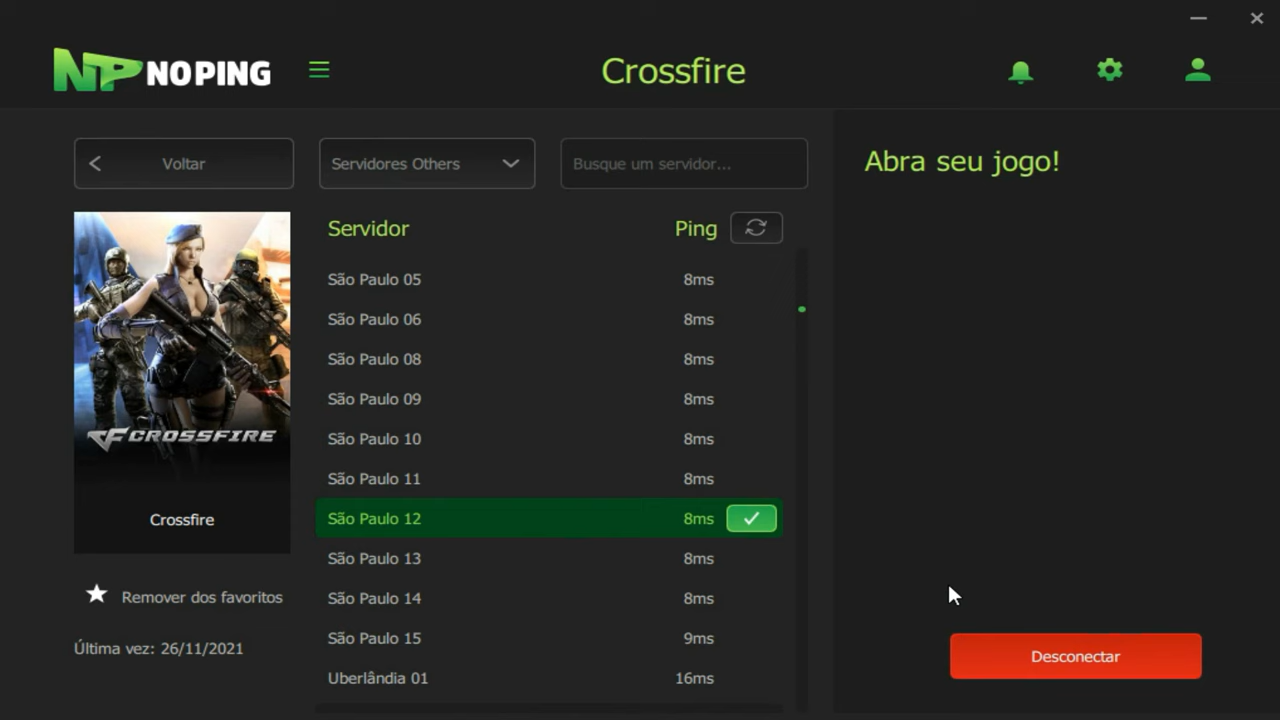 NP NOPING
Crossfire
Voltar
Servidores Others
Busque um servidor...
Abra seu jogo!
CF CROSSFIRE
Crossfire
Remover dos favoritos
Última vez: 26/11/2021
Servidor Ping
São Paulo 05 8ms
São Paulo 06 8ms
São Paulo 08 8ms
São Paulo 09 8ms
São Paulo 10 8ms
São Paulo 11 8ms
São Paulo 12 8ms
São Paulo 13 8ms
São Paulo 14 8ms
São Paulo 15 9ms
Uberlândia 01 16ms
Desconectar